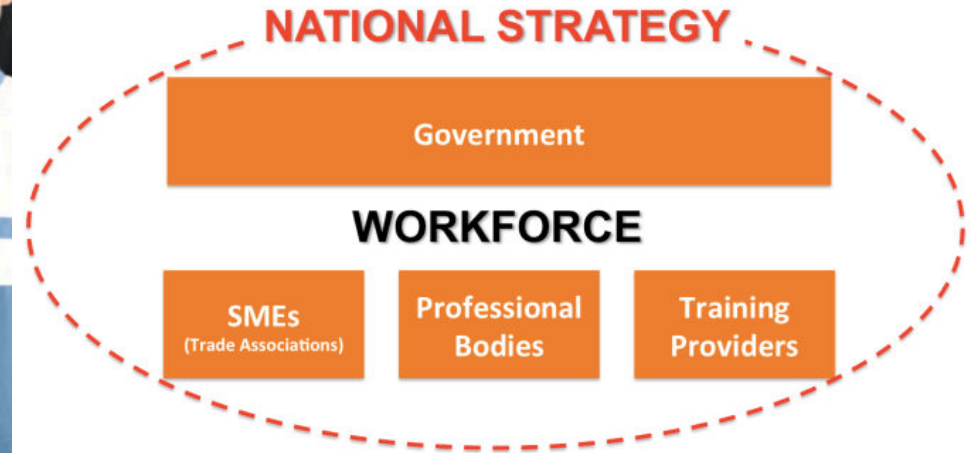 NATIONAL STRATEGY
Government
WORKFORCE
SMEs
(Trade Associations)
Professional
Bodies
Training
Providers